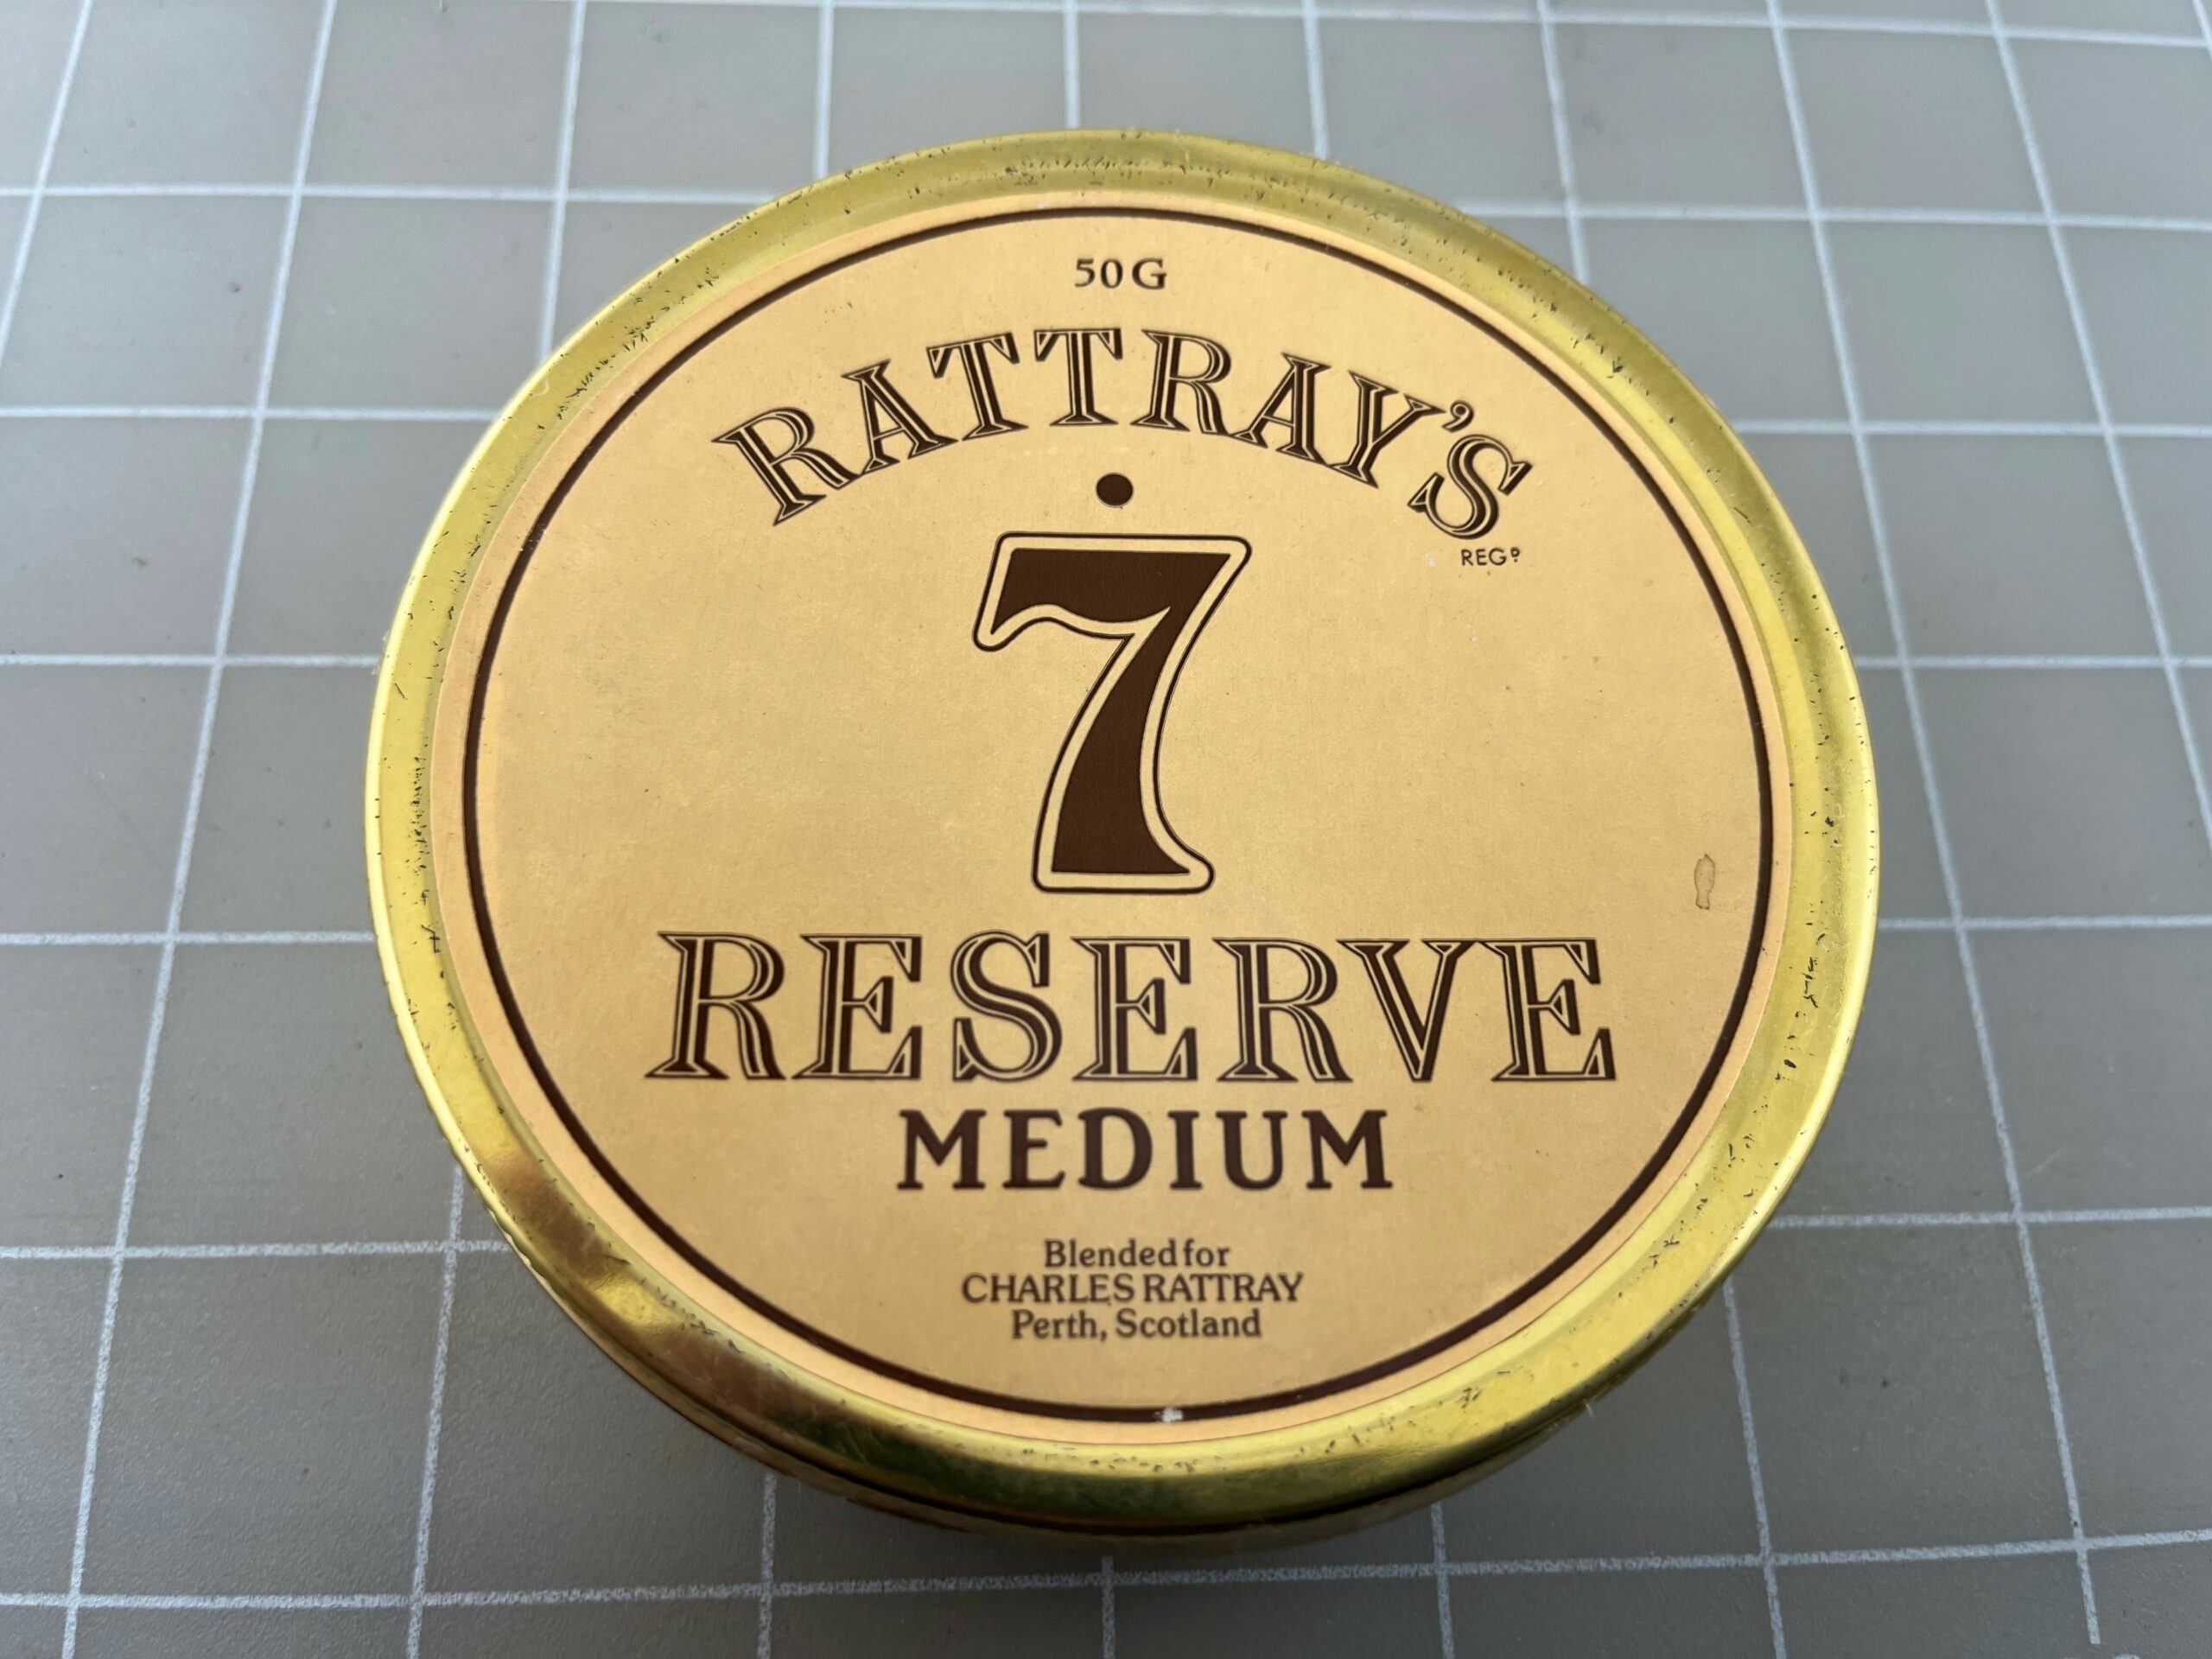 50G
RATTRAY'S
REGD
7
RESERVE
MEDIUM
Blended for
CHARLES RATTRAY
Perth, Scotland